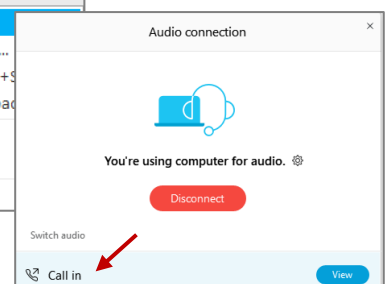 Audio connection
You're using computer for audio.
Disconnect
Switch audio
Call in
View